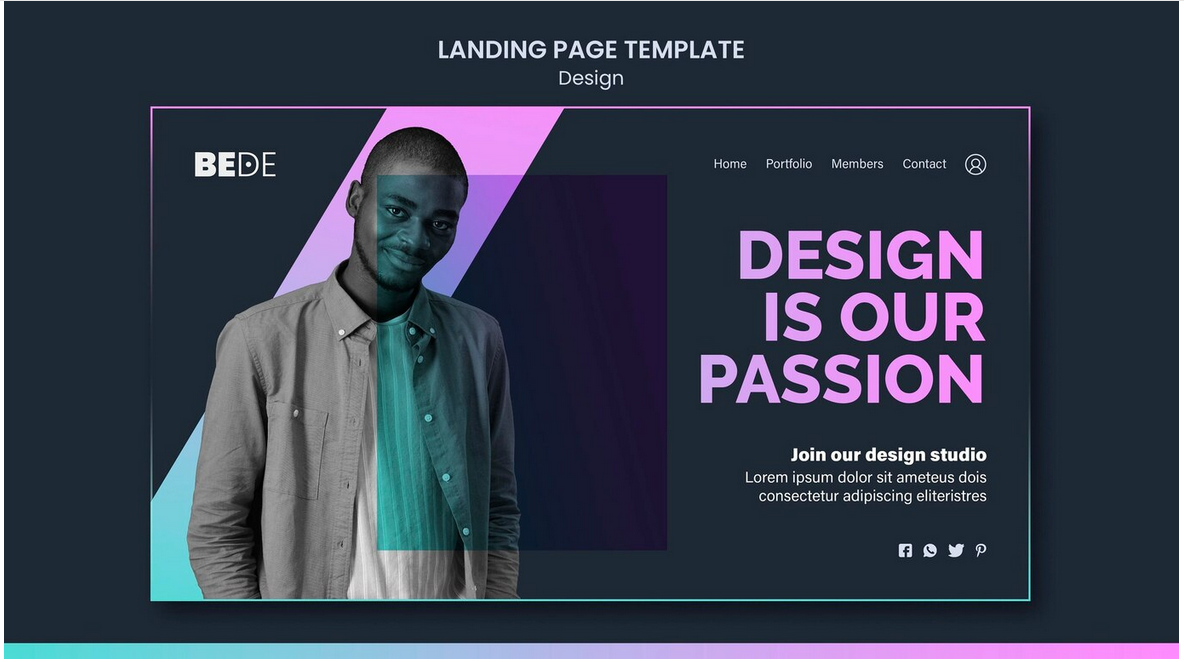 LANDING PAGE TEMPLATE
Design
BEDE
Home Portfolio Members Contact
DESIGN
IS OUR
PASSION
Join our design studio
Lorem ipsum dolor sit ameteus dois
consectetur adipiscing eliteristres